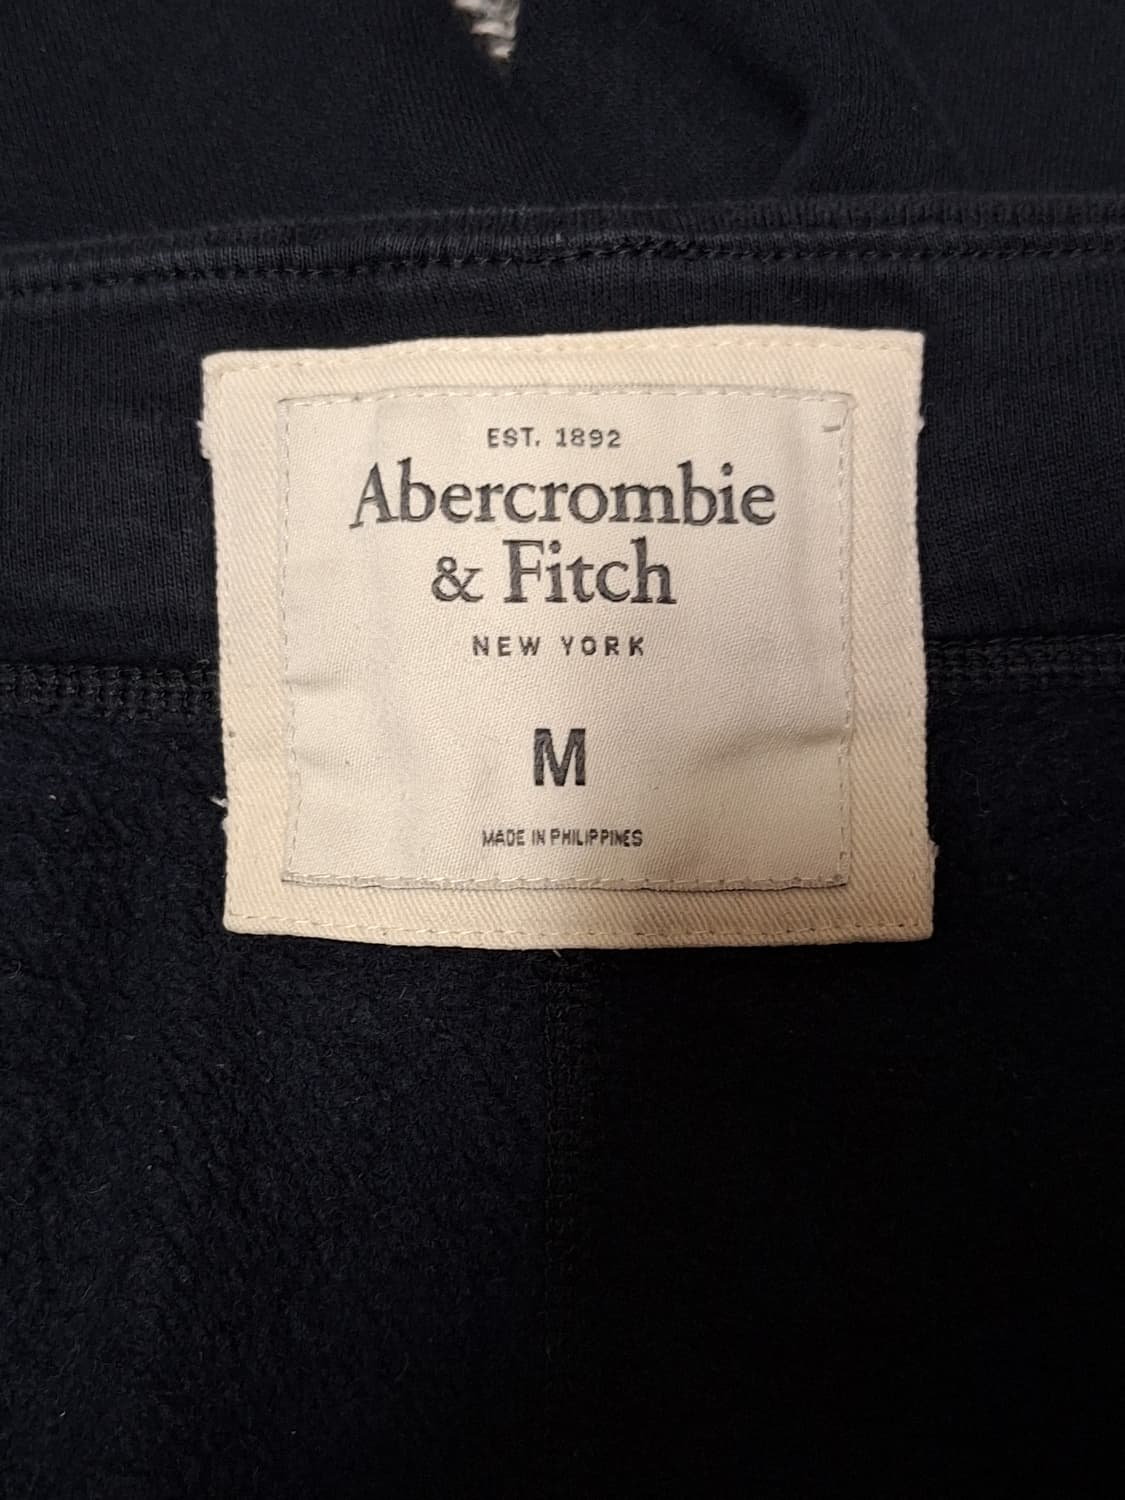 EST. 1892
Abercrombie
& Fitch
NEW YORK
M
MADE IN PHILIPPINES